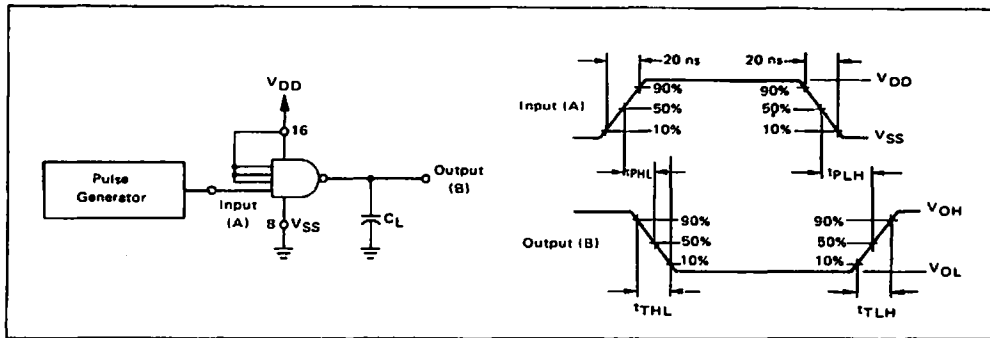 VDD
16
Pulse
Generator
Input
(A)
8
VSS
CL
Output
(B)
20 ns
20 ns
VDD
90%
90%
Input (A)
50%
50%
10%
10%
VSS
tPHL
tPLH
VOH
90%
90%
Output (B)
50%
50%
10%
10%
VOL
tTHL
tTLH